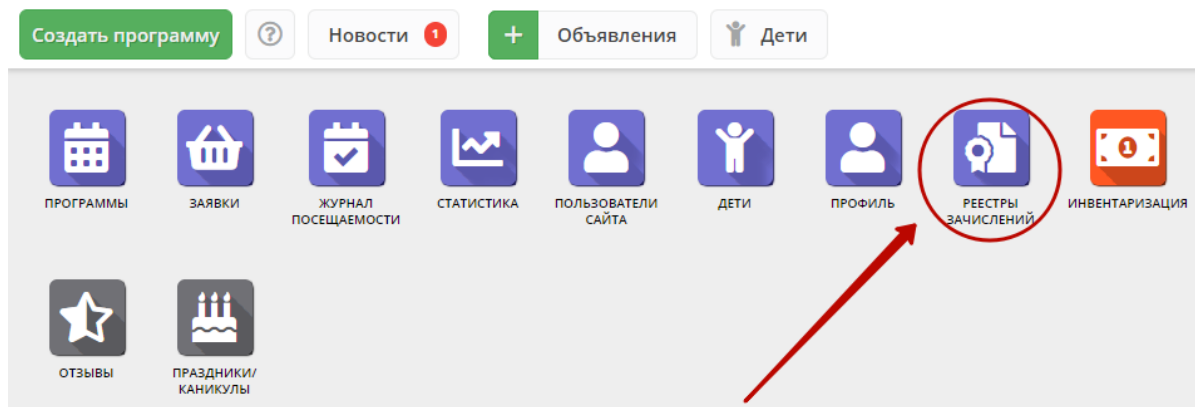 Создать программу
Новости 1
+ Объявления
Дети
ПРОГРАММЫ
ЗАЯВКИ
ЖУРНАЛ
ПОСЕЩАЕМОСТИ
СТАТИСТИКА
ПОЛЬЗОВАТЕЛИ
САЙТА
ДЕТИ
ПРОФИЛЬ
РЕЕСТРЫ
ЗАЧИСЛЕНИЙ
1
ИНВЕНТАРИЗАЦИЯ
ОТЗЫВЫ
ПРАЗДНИКИ/
КАНИКУЛЫ